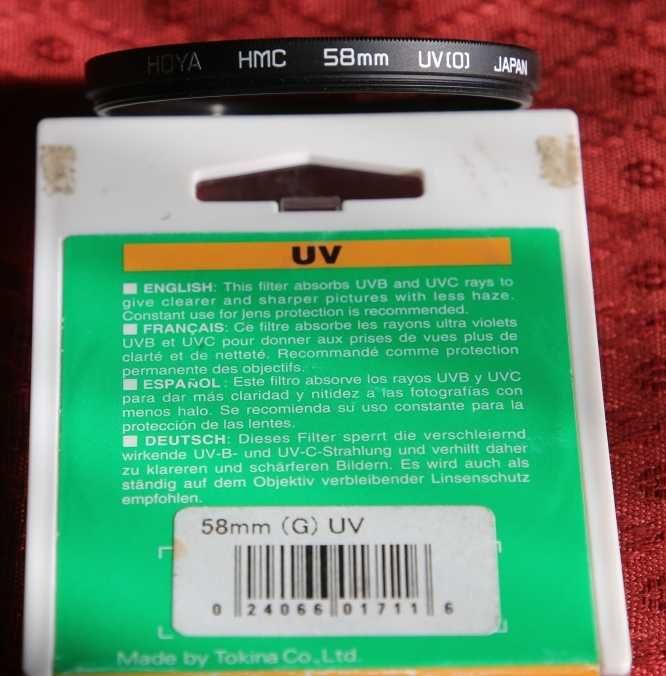 HOYA HMC 58mm UV(O) JAPAN
UV
■ ENGLISH: This filter absorbs UVB and UVC rays to
give clearer and sharper pictures with less haze.
Constant use for jens protection is recommended.
■ FRANÇAIS: Ce filtre absorbe les rayons ultra violets
UVB et UVC pour donner aux prises de vues plus de
clarté et de netteté. Recommandé comme protection
permanente des objectifs.
■ ESPAÑOL: Este filtro absorve los rayos UVB y UVC
para dar más claridad y nitidez a las fotografías con
menos halo. Se recomienda su uso constante para la
protección de las lentes.
■ DEUTSCH: Dieses Filter sperrt die verschleiernd
wirkende UV-B- und UV-C-Strahlung und verhilft daher
zu klareren und schärferen Bildern. Es wird auch als
ständig auf dem Objektiv verbleibender Linsenschutz
empfohlen.
58mm (G) UV
0 24066 01711 6
Made by Tokina Co., Ltd.